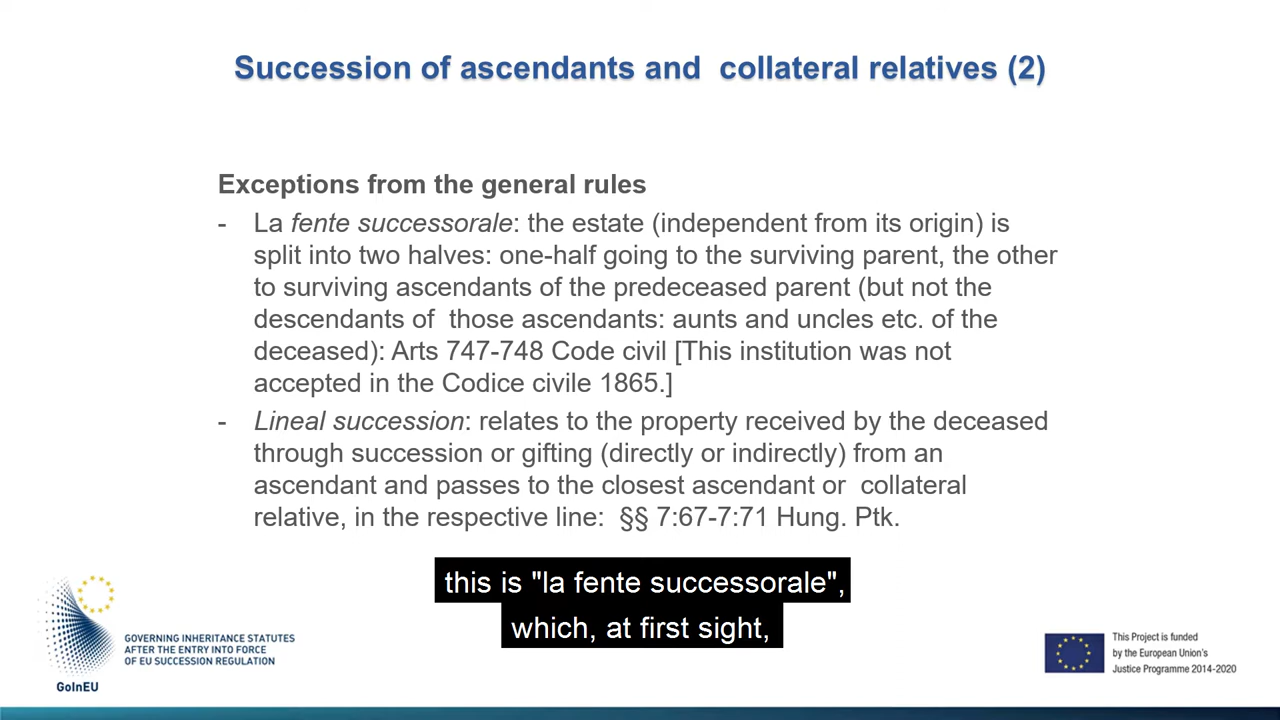 Succession of ascendants and collateral relatives (2)
Exceptions from the general rules
- La fente successorale: the estate (independent from its origin) is
split into two halves: one-half going to the surviving parent, the other
to surviving ascendants of the predeceased parent (but not the
descendants of those ascendants: aunts and uncles etc. of the
deceased): Arts 747-748 Code civil [This institution was not
accepted in the Codice civile 1865.]
- Lineal succession: relates to the property received by the deceased
through succession or gifting (directly or indirectly) from an
ascendant and passes to the closest ascendant or collateral
relative, in the respective line: §§ 7:67-7:71 Hung. Ptk.
this is "la fente successorale",
which, at first sight,
GOVERNING INHERITANCE STATUTES
AFTER THE ENTRY INTO FORCE
OF EU SUCCESSION REGULATION
GoInEU
This Project is funded
by the European Union's
Justice Programme 2014-2020